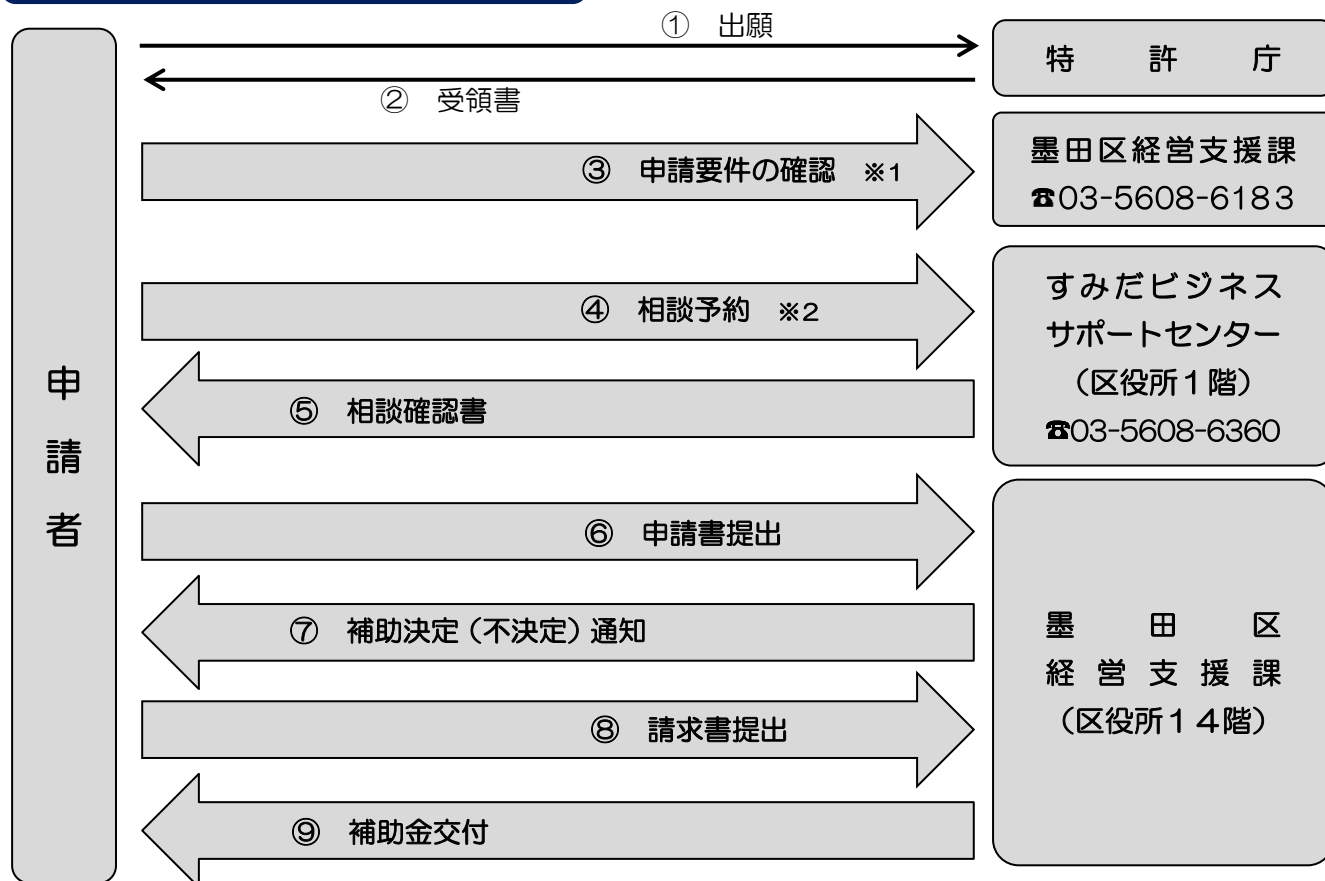 ① 出願
特許庁
② 受領書
③ 申請要件の確認 ※1
墨田区経営支援課
☎03-5608-6183
④ 相談予約 ※2
すみだビジネス
サポートセンター
（区役所１階）
☎03-5608-6360
⑤ 相談確認書
申請者
⑥ 申請書提出
⑦ 補助決定（不決定）通知
墨田区
経営支援課
（区役所１４階）
⑧ 請求書提出
⑨ 補助金交付